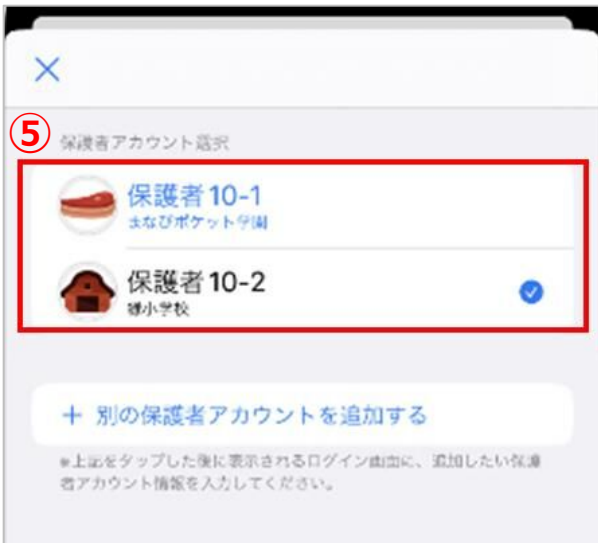 ⑤
保護者アカウント選択
保護者10-1
まなびポケット学園
保護者10-2
小学校
+ 別の保護者アカウントを追加する
※上記をタップした後に表示されるログイン画面に、追加したい保護
者アカウント情報を入力してください。